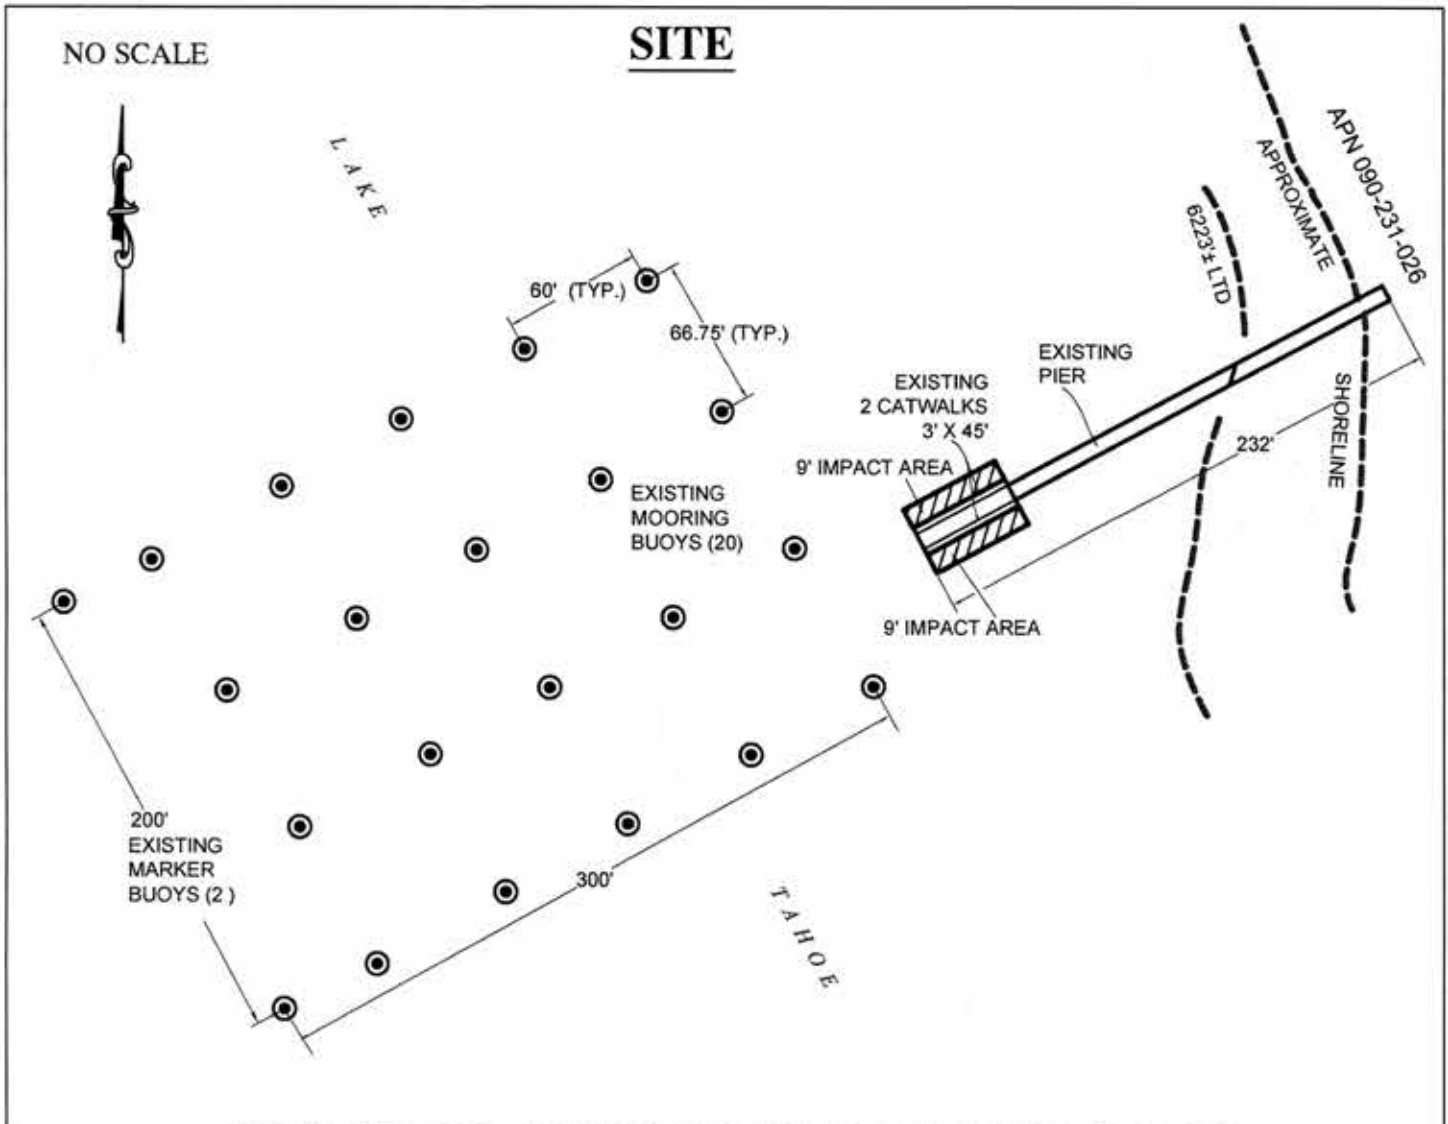 NO SCALE
SITE
LAKE
APN 090-231-026
APPROXIMATE
6223'± LTD
60' (TYP.)
66.75' (TYP.)
EXISTING
PIER
EXISTING
2 CATWALKS
3' X 45'
SHORELINE
232'
9' IMPACT AREA
EXISTING
MOORING
BUOYS (20)
9' IMPACT AREA
200'
EXISTING
MARKER
BUOYS (2 )
300'
TAHOE